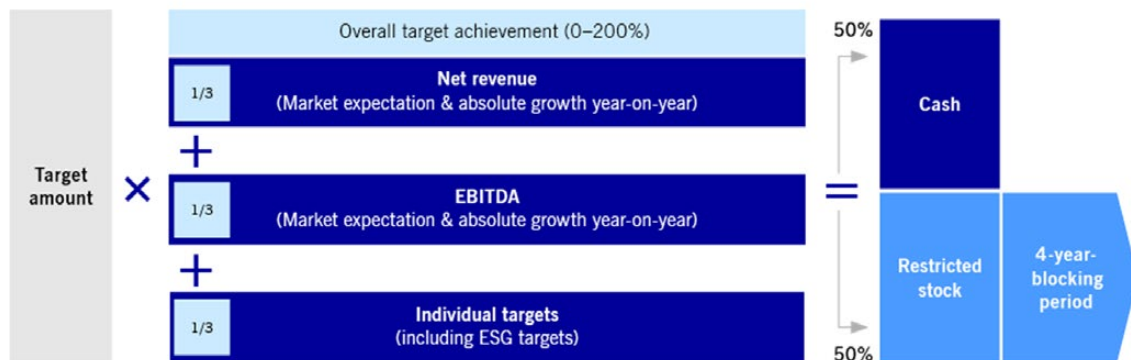 Target
amount
×
Overall target achievement (0–200%)
1/3
Net revenue
(Market expectation & absolute growth year-on-year)
+
1/3
EBITDA
(Market expectation & absolute growth year-on-year)
+
1/3
Individual targets
(including ESG targets)
=
50%
Cash
Restricted
stock
4-year-
blocking
period
50%